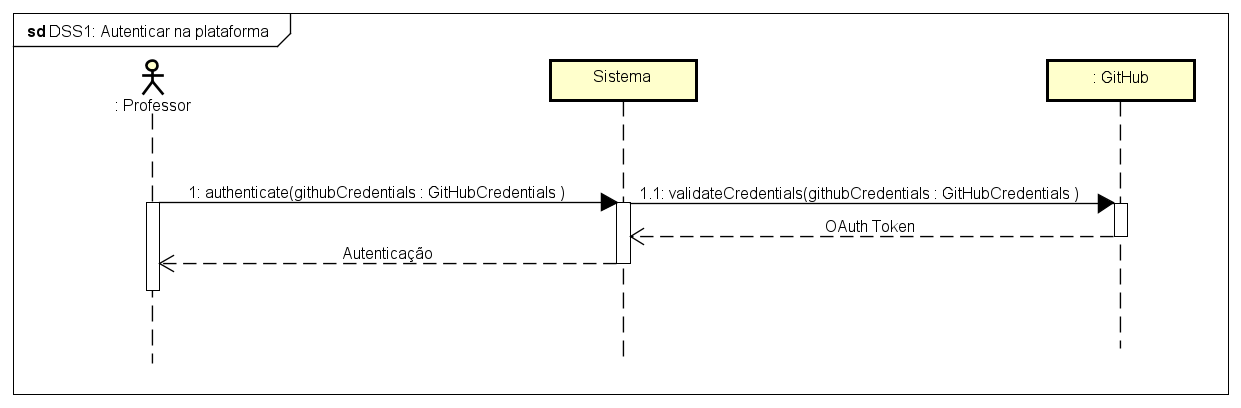 sd DSS1: Autenticar na plataforma
: Professor
Sistema
: GitHub
1: authenticate(githubCredentials : GitHubCredentials )
1.1: validateCredentials(githubCredentials : GitHubCredentials )
OAuth Token
Autenticação